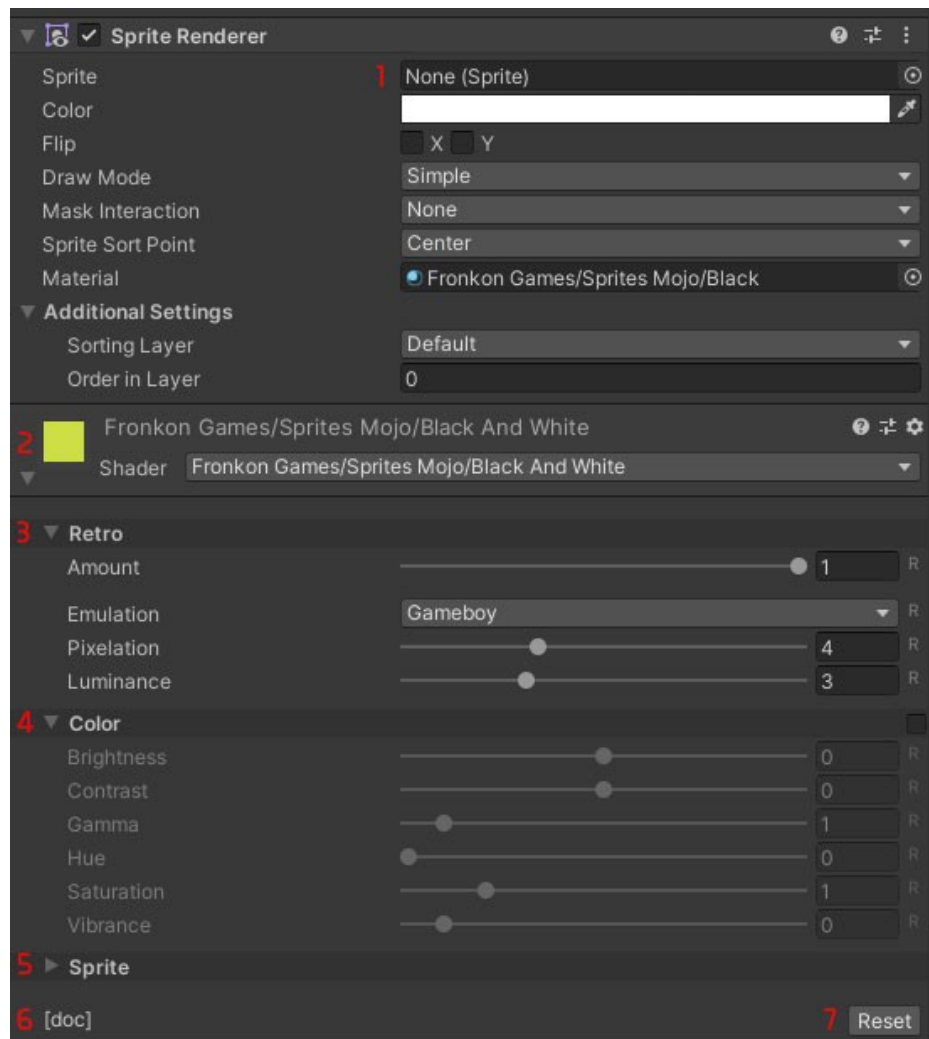 Sprite Renderer
Sprite 1 None (Sprite)
Color
Flip X Y
Draw Mode Simple
Mask Interaction None
Sprite Sort Point Center
Material Fronkon Games/Sprites Mojo/Black
Additional Settings
Sorting Layer Default
Order in Layer 0
2 Fronkon Games/Sprites Mojo/Black And White
Shader Fronkon Games/Sprites Mojo/Black And White
3 Retro
Amount 1 R
Emulation Gameboy R
Pixelation 4 R
Luminance 3 R
4 Color
Brightness 0 R
Contrast 0 R
Gamma 1 R
Hue 0 R
Saturation 1 R
Vibrance 0 R
5 Sprite
6 [doc] 7 Reset